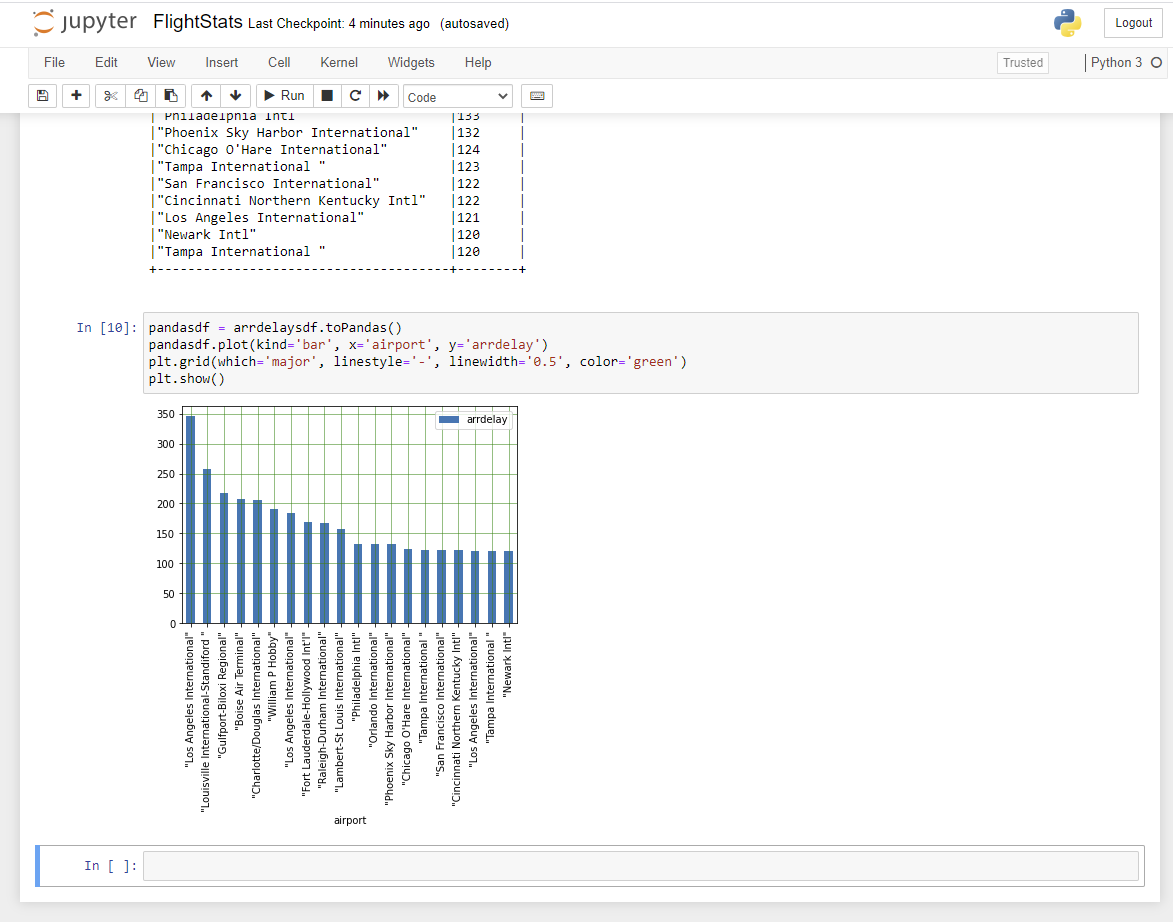 jupyter FlightStats Last Checkpoint: 4 minutes ago (autosaved)
Logout
File Edit View Insert Cell Kernel Widgets Help
Trusted Python 3
Run Code
|"Philadelphia Intl" |133 |
|"Phoenix Sky Harbor International" |132 |
|"Chicago O'Hare International" |124 |
|"Tampa International " |123 |
|"San Francisco International" |122 |
|"Cincinnati Northern Kentucky Intl" |122 |
|"Los Angeles International" |121 |
|"Newark Intl" |120 |
|"Tampa International " |120 |
+--------------------------------------+--------+
In [10]:
pandasdf = arrdelaysdf.toPandas()
pandasdf.plot(kind='bar', x='airport', y='arrdelay')
plt.grid(which='major', linestyle='-', linewidth='0.5', color='green')
plt.show()
arrdelay
350
300
250
200
150
100
50
0
"Los Angeles International"
"Louisville International-Standiford "
"Gulfport-Biloxi Regional"
"Boise Air Terminal"
"Charlotte/Douglas International"
"William P Hobby"
"Los Angeles International"
"Fort Lauderdale-Hollywood Int'l"
"Raleigh-Durham International"
"Lambert-St Louis International"
"Philadelphia Intl"
"Orlando International"
"Phoenix Sky Harbor International"
"Chicago O'Hare International"
"Tampa International "
"San Francisco International"
"Cincinnati Northern Kentucky Intl"
"Los Angeles International"
"Tampa International "
"Newark Intl"
airport
In [ ]: